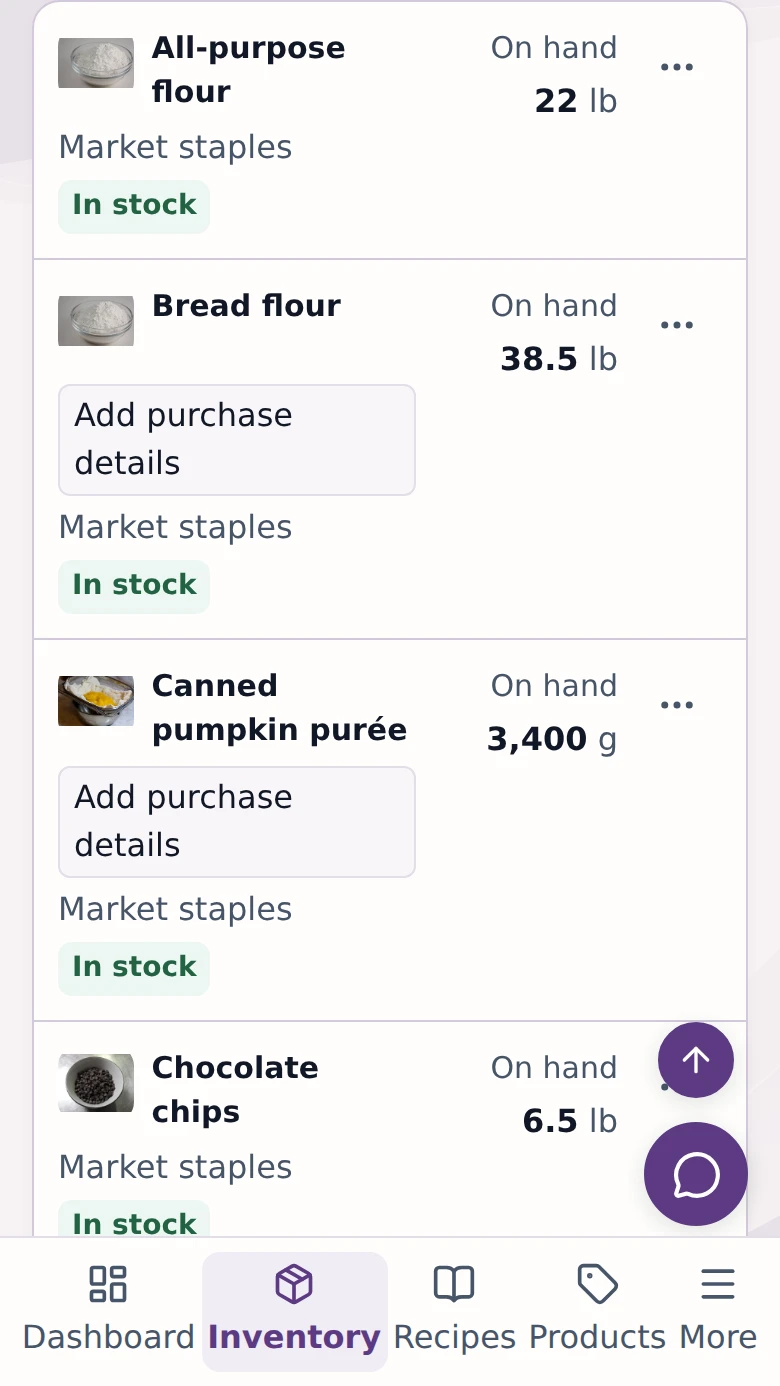 All-purpose
flour
On hand
22 lb
Market staples
In stock
Bread flour
On hand
38.5 lb
Add purchase
details
Market staples
In stock
Canned
pumpkin purée
On hand
3,400 g
Add purchase
details
Market staples
In stock
Chocolate
chips
On hand
6.5 lb
Market staples
In stock
Dashboard Inventory Recipes Products More